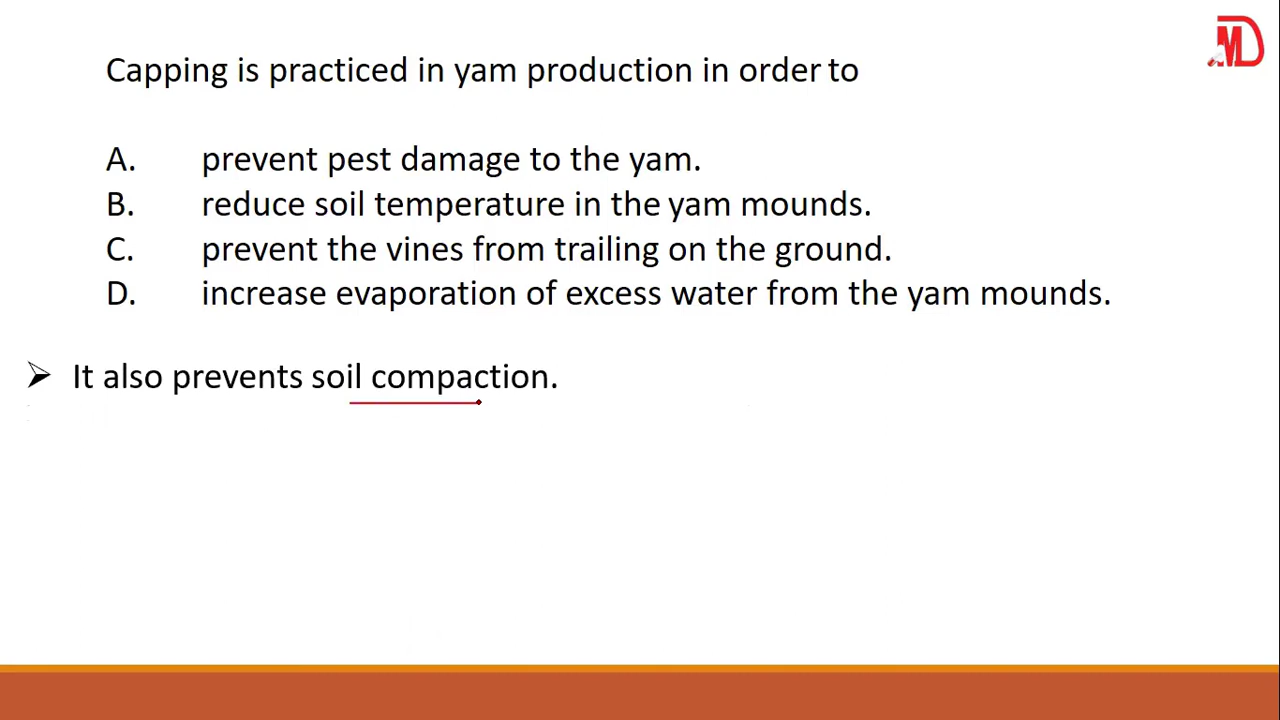 Capping is practiced in yam production in order to
A. prevent pest damage to the yam.
B. reduce soil temperature in the yam mounds.
C. prevent the vines from trailing on the ground.
D. increase evaporation of excess water from the yam mounds.
It also prevents soil compaction.
MD